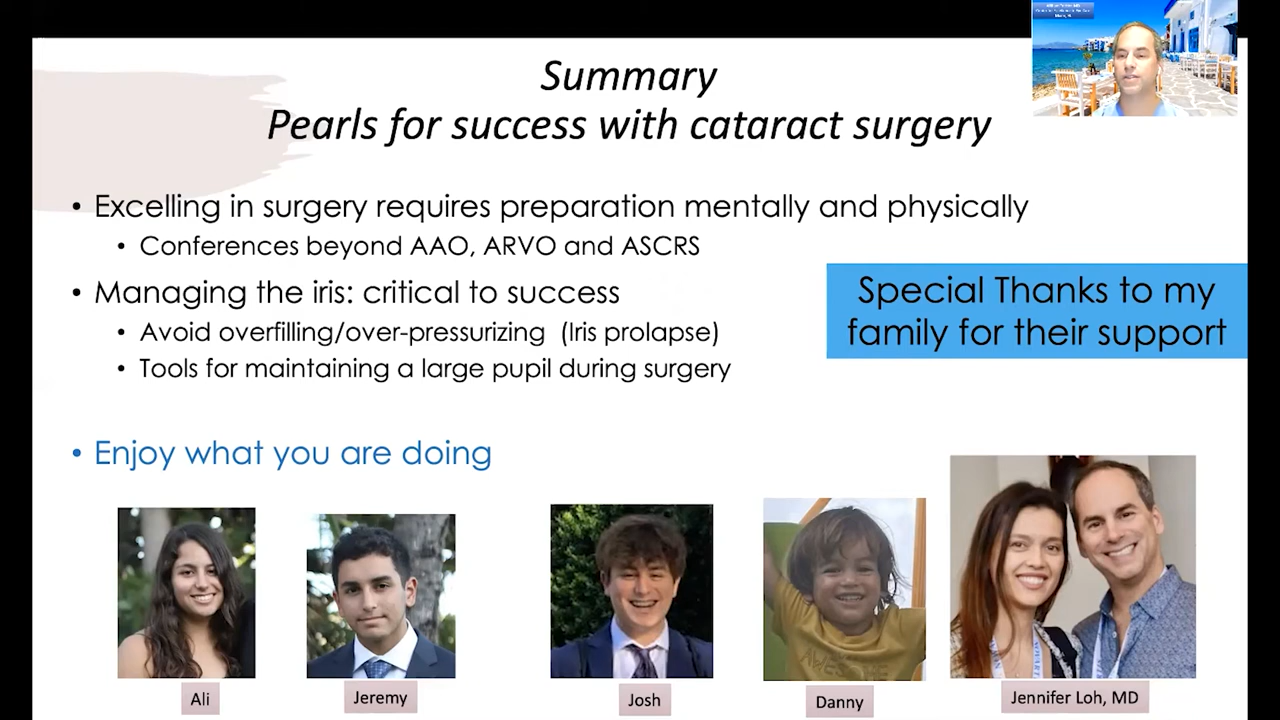 Summary
Pearls for success with cataract surgery
• Excelling in surgery requires preparation mentally and physically
• Conferences beyond AAO, ARVO and ASCRS
• Managing the iris: critical to success
• Avoid overfilling/over-pressurizing (Iris prolapse)
• Tools for maintaining a large pupil during surgery
Special Thanks to my
family for their support
• Enjoy what you are doing
AWESOME
Ali
Jeremy
Josh
Danny
Jennifer Loh, MD